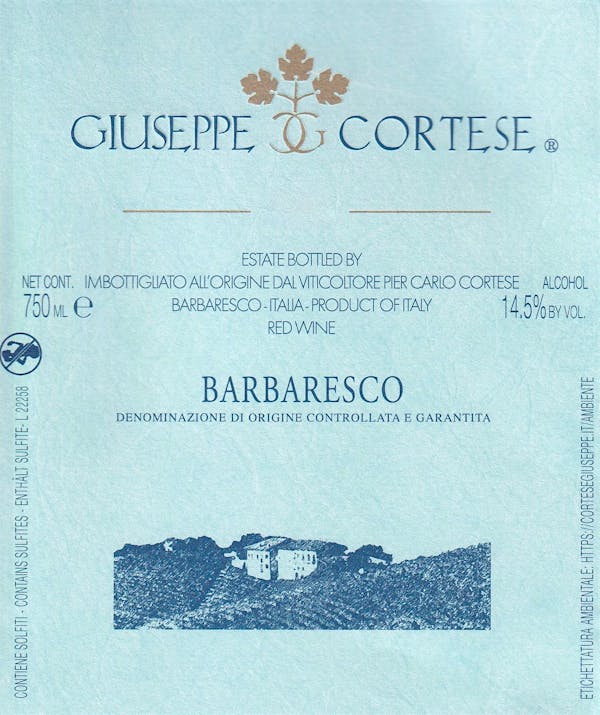 GIUSEPPE CG CORTESE ®
ESTATE BOTTLED BY
IMBOTTIGLIATO ALL'ORIGINE DAL VITICOLTORE PIER CARLO CORTESE
BARBARESCO - ITALIA - PRODUCT OF ITALY
RED WINE
NET CONT.
750 ML e
ALCOHOL
14.5% BY VOL.
BARBARESCO
DENOMINAZIONE DI ORIGINE CONTROLLATA E GARANTITA
CONTIENE SOLFITI - CONTAINS SULFITES - ENTHÄLT SULFITE- L 22258
ETICHETTATURA AMBIENTALE: HTTPS://CORTESEGIUSEPPE.IT/AMBIENTE